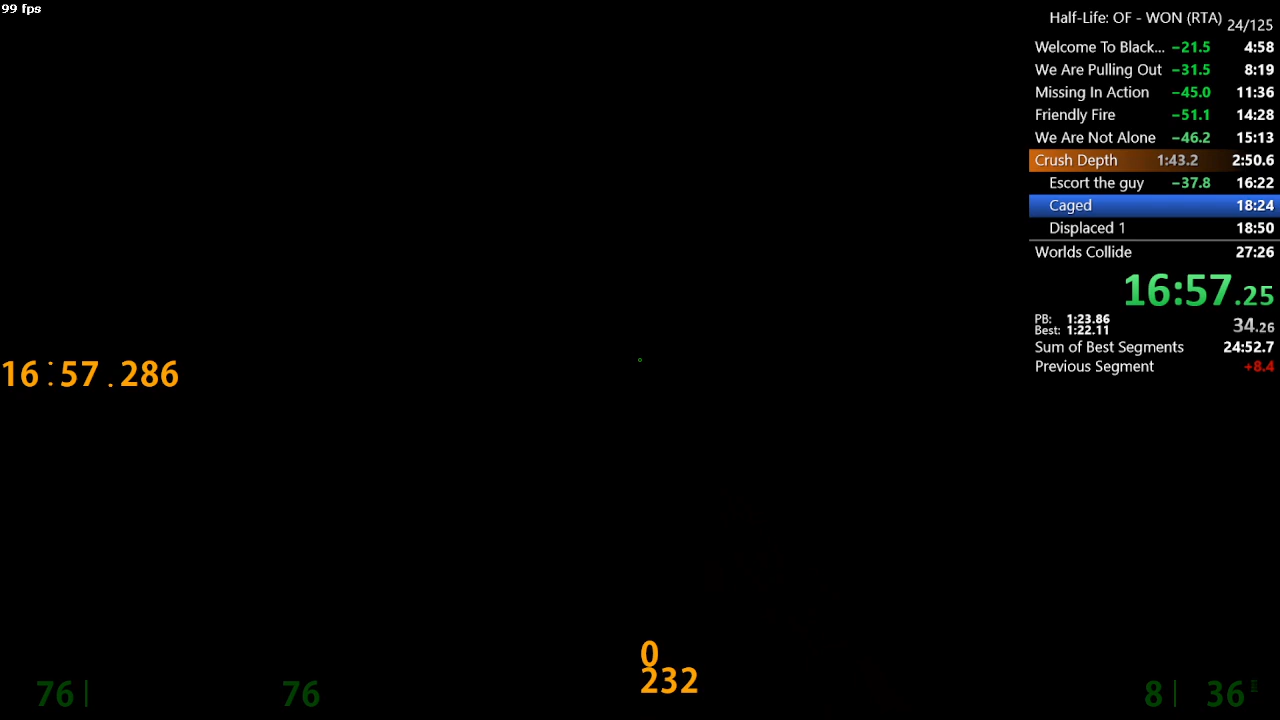 99 fps
Half-Life: OF - WON (RTA)
24/125
Welcome To Black... −21.5 4:58
We Are Pulling Out −31.5 8:19
Missing In Action −45.0 11:36
Friendly Fire −51.1 14:28
We Are Not Alone −46.2 15:13
Crush Depth 1:43.2 2:50.6
Escort the guy −37.8 16:22
Caged 18:24
Displaced 1 18:50
Worlds Collide 27:26
16:57.25
PB: 1:23.86
Best: 1:22.11
34.26
Sum of Best Segments 24:52.7
Previous Segment +8.4
16:57.286
0
232
76|
76
8| 36